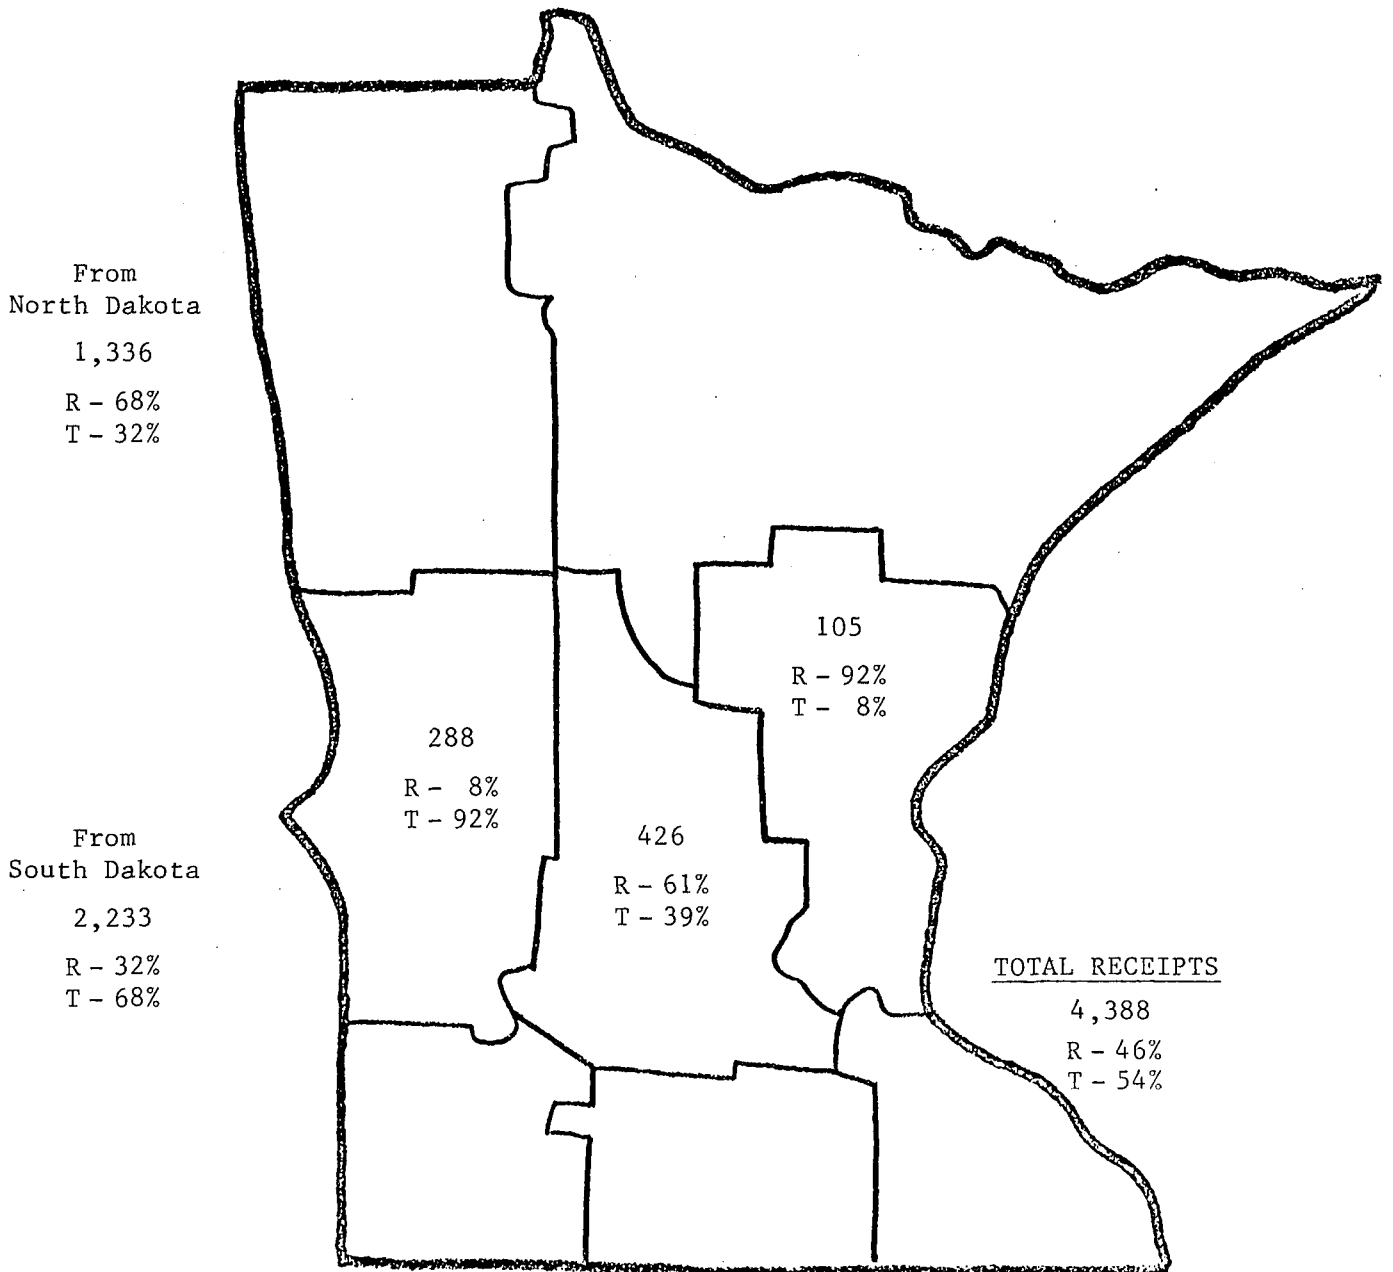 From
North Dakota
1,336
R - 68%
T - 32%
105
R - 92%
T - 8%
288
R - 8%
T - 92%
426
R - 61%
T - 39%
From
South Dakota
2,233
R - 32%
T - 68%
TOTAL RECEIPTS
4,388
R - 46%
T - 54%